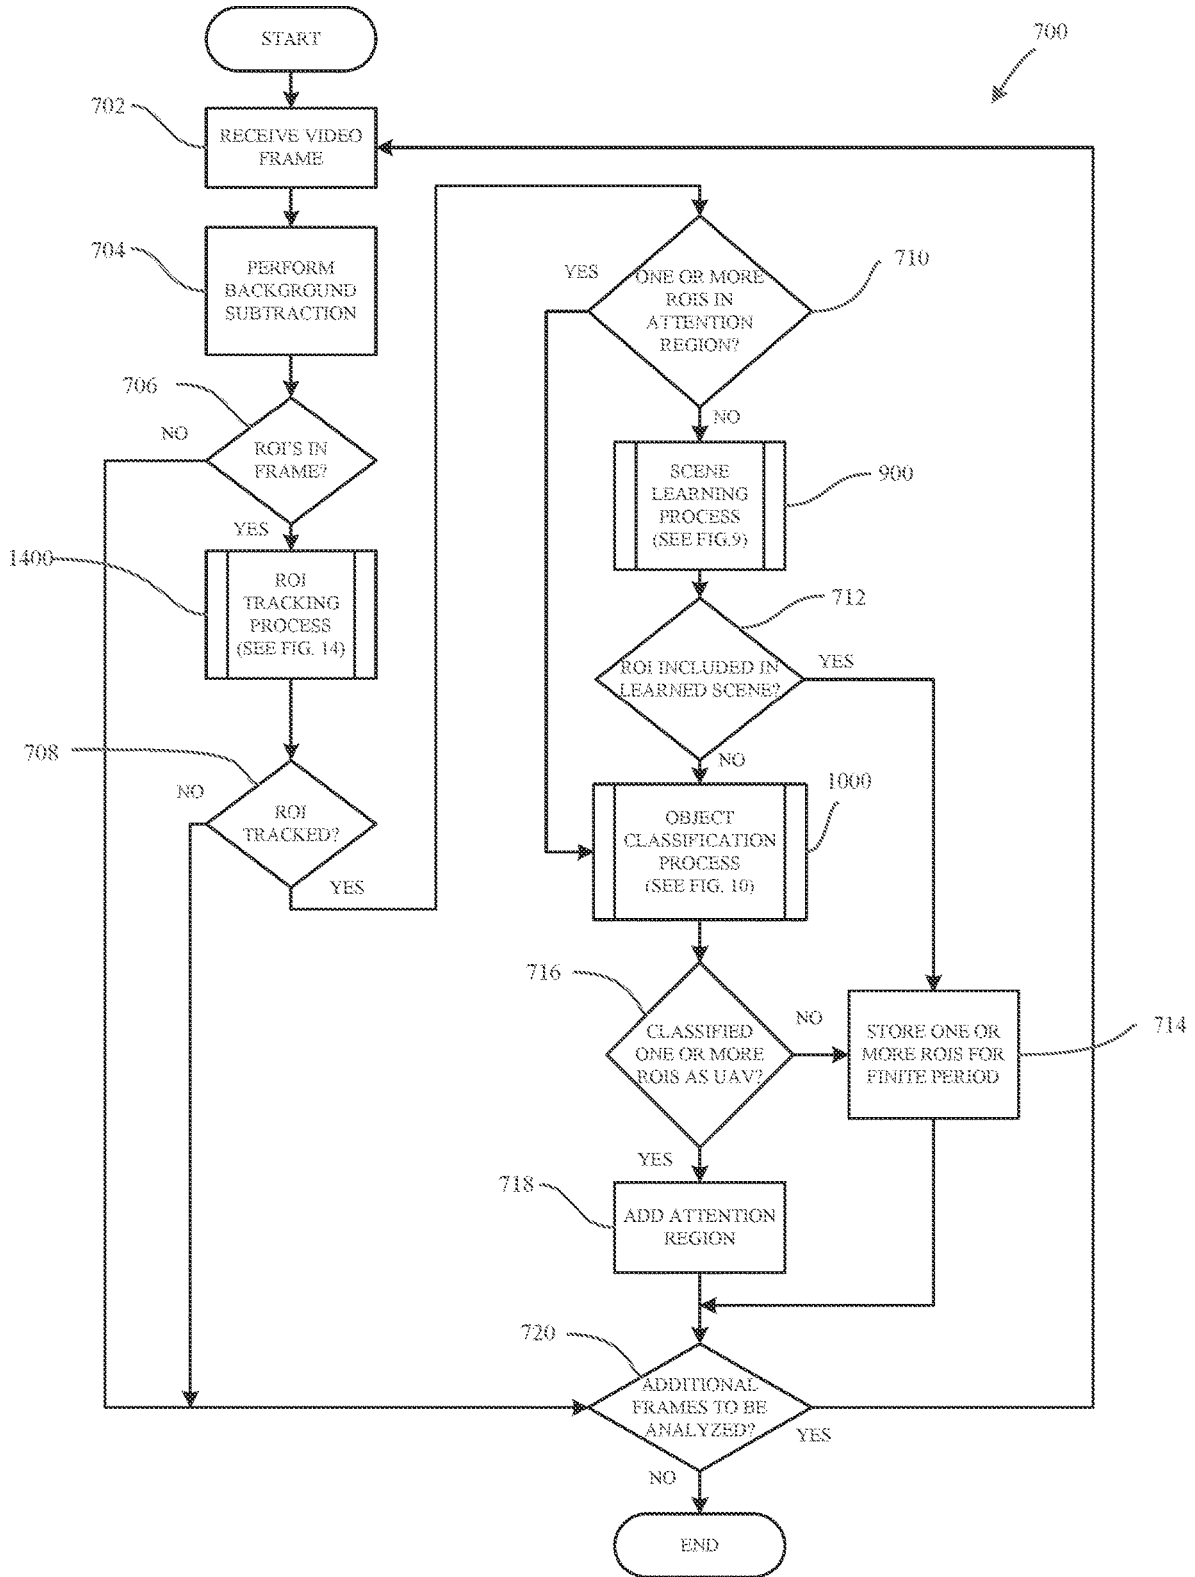 START
700
702
RECEIVE VIDEO
FRAME
704
PERFORM
BACKGROUND
SUBTRACTION
706
NO
ROI'S IN
FRAME?
YES
1400
ROI
TRACKING
PROCESS
(SEE FIG. 14)
708
NO
ROI
TRACKED?
YES
YES
ONE OR MORE
ROIS IN
ATTENTION
REGION?
710
NO
SCENE
LEARNING
PROCESS
(SEE FIG.9)
900
712
ROI INCLUDED IN
LEARNED SCENE?
YES
NO
1000
OBJECT
CLASSIFICATION
PROCESS
(SEE FIG. 10)
716
CLASSIFIED
ONE OR MORE
ROIS AS UAV?
NO
STORE ONE OR
MORE ROIS FOR
FINITE PERIOD
714
YES
718
ADD ATTENTION
REGION
720
ADDITIONAL
FRAMES TO BE
ANALYZED?
YES
NO
END